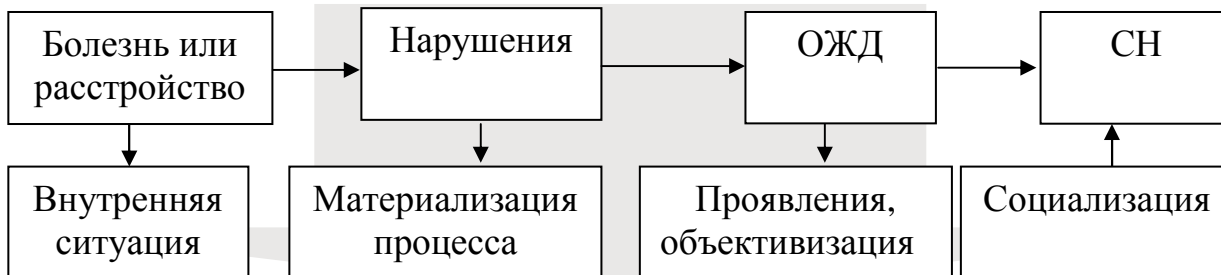 Болезнь или
расстройство
Нарушения
ОЖД
СН
Внутренняя
ситуация
Материализация
процесса
Проявления,
объективизация
Социализация